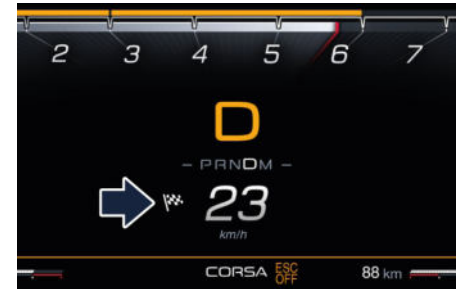 2 3 4 5 6 7
D
- PRNDM -
23
km/h
CORSA ESC OFF 88 km